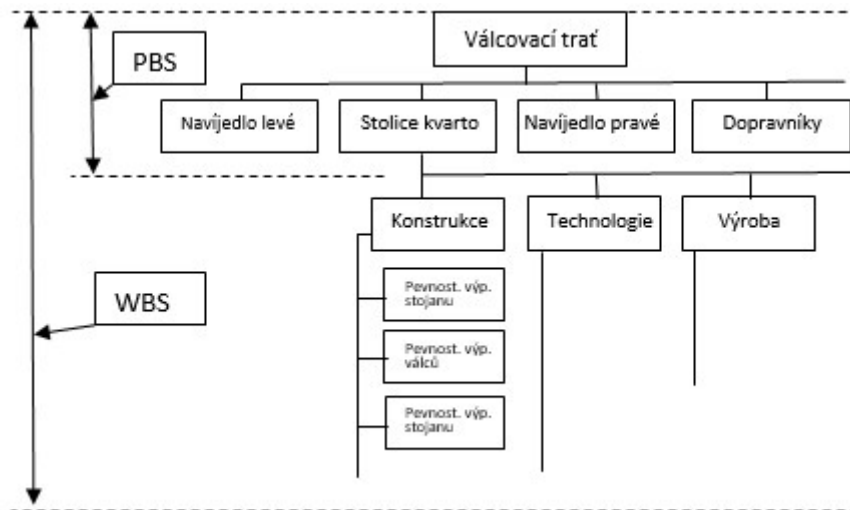 Válcovací trať
PBS
Navíjedlo levé
Stolice kvarto
Navíjedlo pravé
Dopravníky
Konstrukce
Technologie
Výroba
Pevnost. výp.
stojanu
WBS
Pevnost. výp.
válců
Pevnost. výp.
stojanu